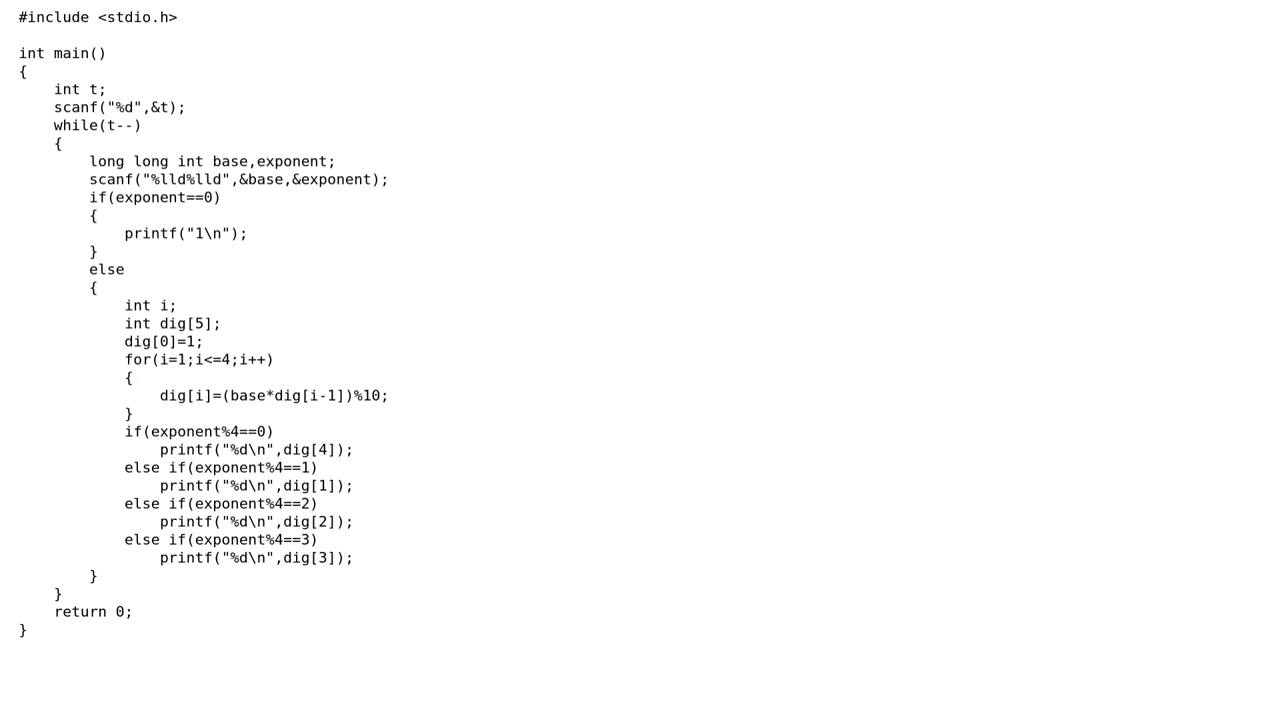 #include <stdio.h>

int main()
{
    int t;
    scanf("%d",&t);
    while(t--)
    {
        long long int base,exponent;
        scanf("%lld%lld",&base,&exponent);
        if(exponent==0)
        {
            printf("1\n");
        }
        else
        {
            int i;
            int dig[5];
            dig[0]=1;
            for(i=1;i<=4;i++)
            {
                dig[i]=(base*dig[i-1])%10;
            }
            if(exponent%4==0)
                printf("%d\n",dig[4]);
            else if(exponent%4==1)
                printf("%d\n",dig[1]);
            else if(exponent%4==2)
                printf("%d\n",dig[2]);
            else if(exponent%4==3)
                printf("%d\n",dig[3]);
        }
    }
    return 0;
}